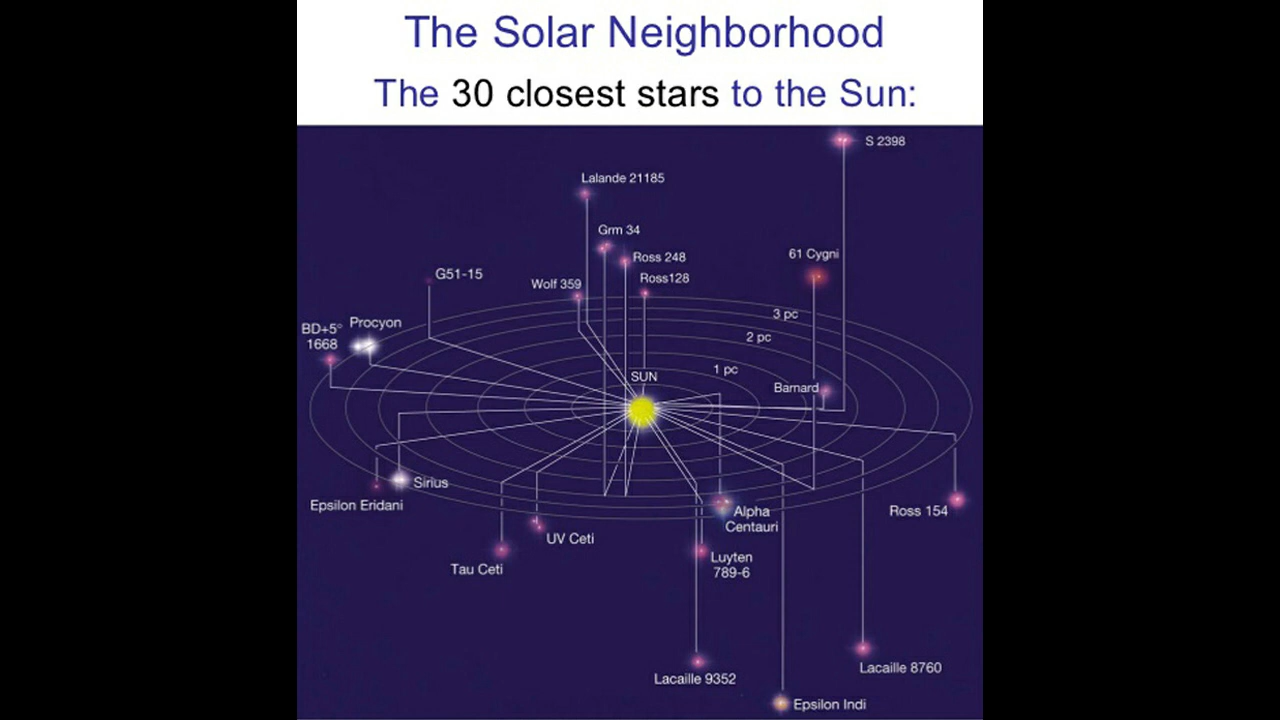 The Solar Neighborhood
The 30 closest stars to the Sun:
S 2398
Lalande 21185
Grm 34
Ross 248
61 Cygni
G51-15
Wolf 359
Ross128
3 pc
BD+5°
1668
Procyon
2 pc
1 pc
SUN
Barnard
Sirius
Epsilon Eridani
Ross 154
Alpha
Centauri
UV Ceti
Tau Ceti
Luyten
789-6
Lacaille 9352
Lacaille 8760
Epsilon Indi